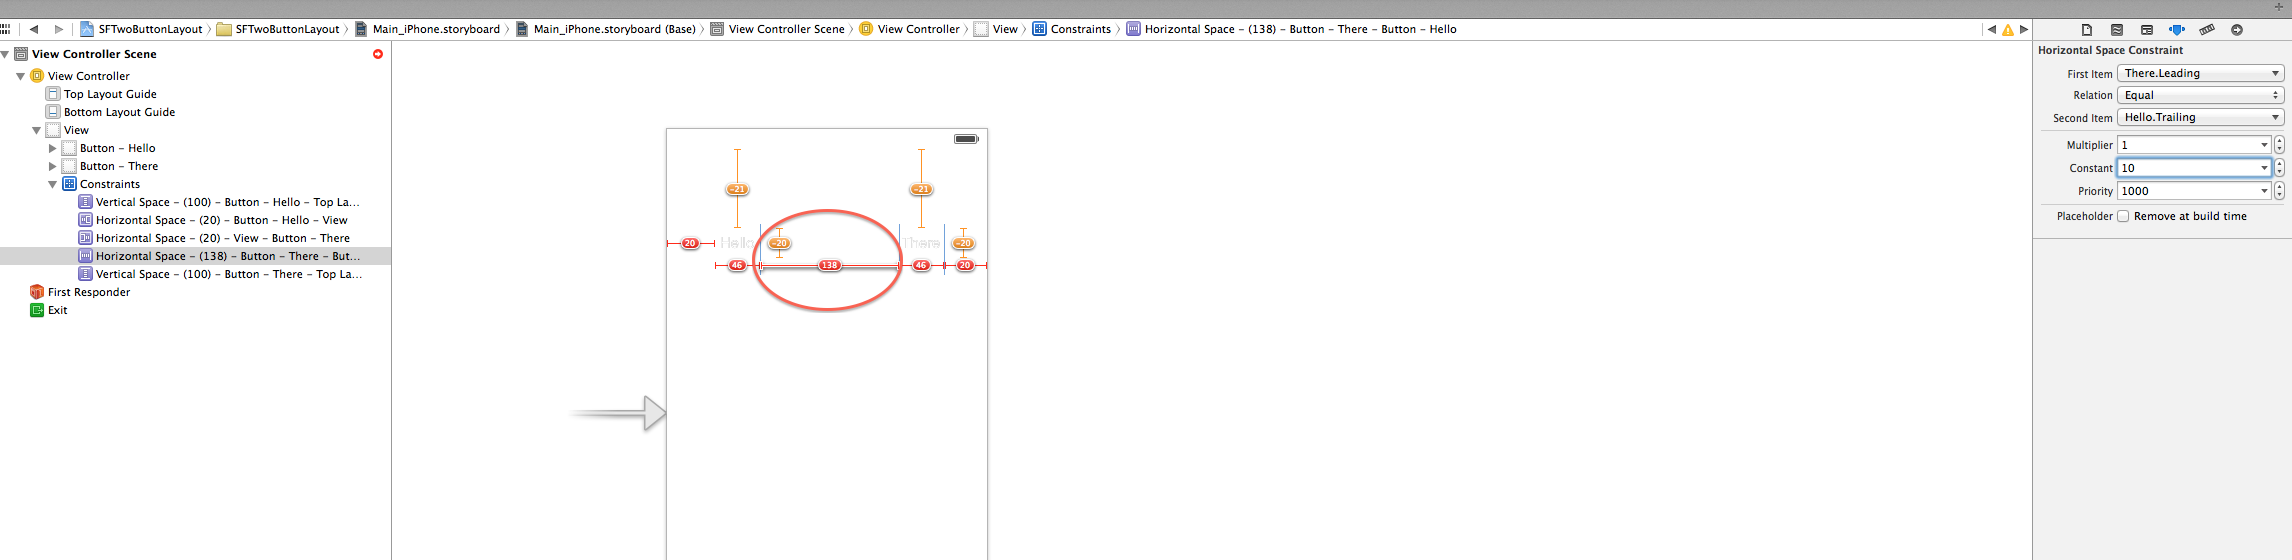 SFTwoButtonLayout SFTwoButtonLayout Main_iPhone.storyboard Main_iPhone.storyboard (Base) View Controller Scene View Controller View Constraints Horizontal Space - (138) - Button - There - Button - Hello
View Controller Scene
View Controller
Top Layout Guide
Bottom Layout Guide
View
Button - Hello
Button - There
Constraints
Vertical Space - (100) - Button - Hello - Top La...
Horizontal Space - (20) - Button - Hello - View
Horizontal Space - (20) - View - Button - There
Horizontal Space - (138) - Button - There - But...
Vertical Space - (100) - Button - There - Top La...
First Responder
Exit
-21 -21
20 Hello -20 There -20
46 138 46 20
Horizontal Space Constraint
First Item There.Leading
Relation Equal
Second Item Hello.Trailing
Multiplier 1
Constant 10
Priority 1000
Placeholder Remove at build time